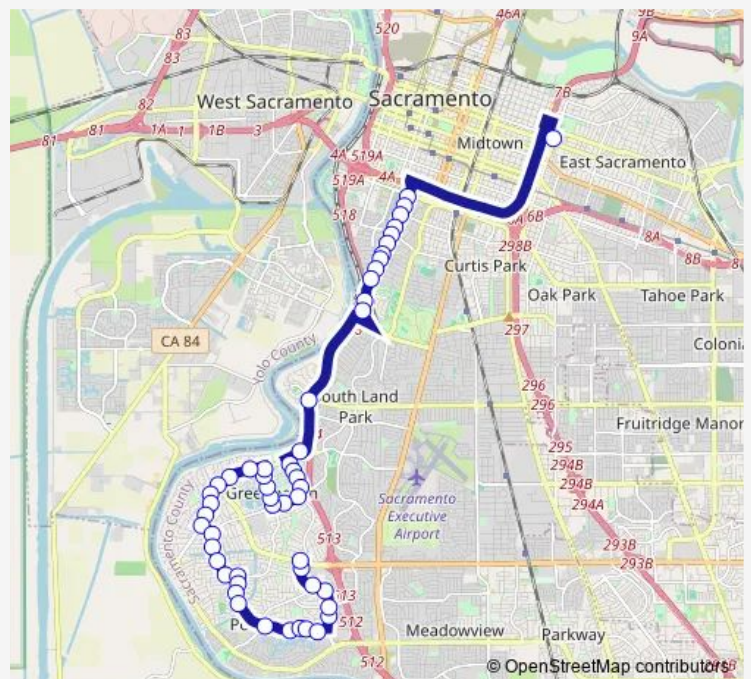 46A
9B
9A
520
83
83
82
7B
West Sacramento
Sacramento
81
81
1A
1
1B
3
Midtown
4A
519A
East Sacramento
519A
4A
518
6B
8A
298B
8B
8B
Curtis Park
Oak Park
Tahoe Park
297
CA 84
Yolo County
296
296
outh Land
Park
Fruitridge Manor
295
294B
294B
294A
Sacramento
Executive
Airport
Sacramento County
513
293B
293B
513
512
Meadowview
Parkway
512
© OpenStreetMap contributors